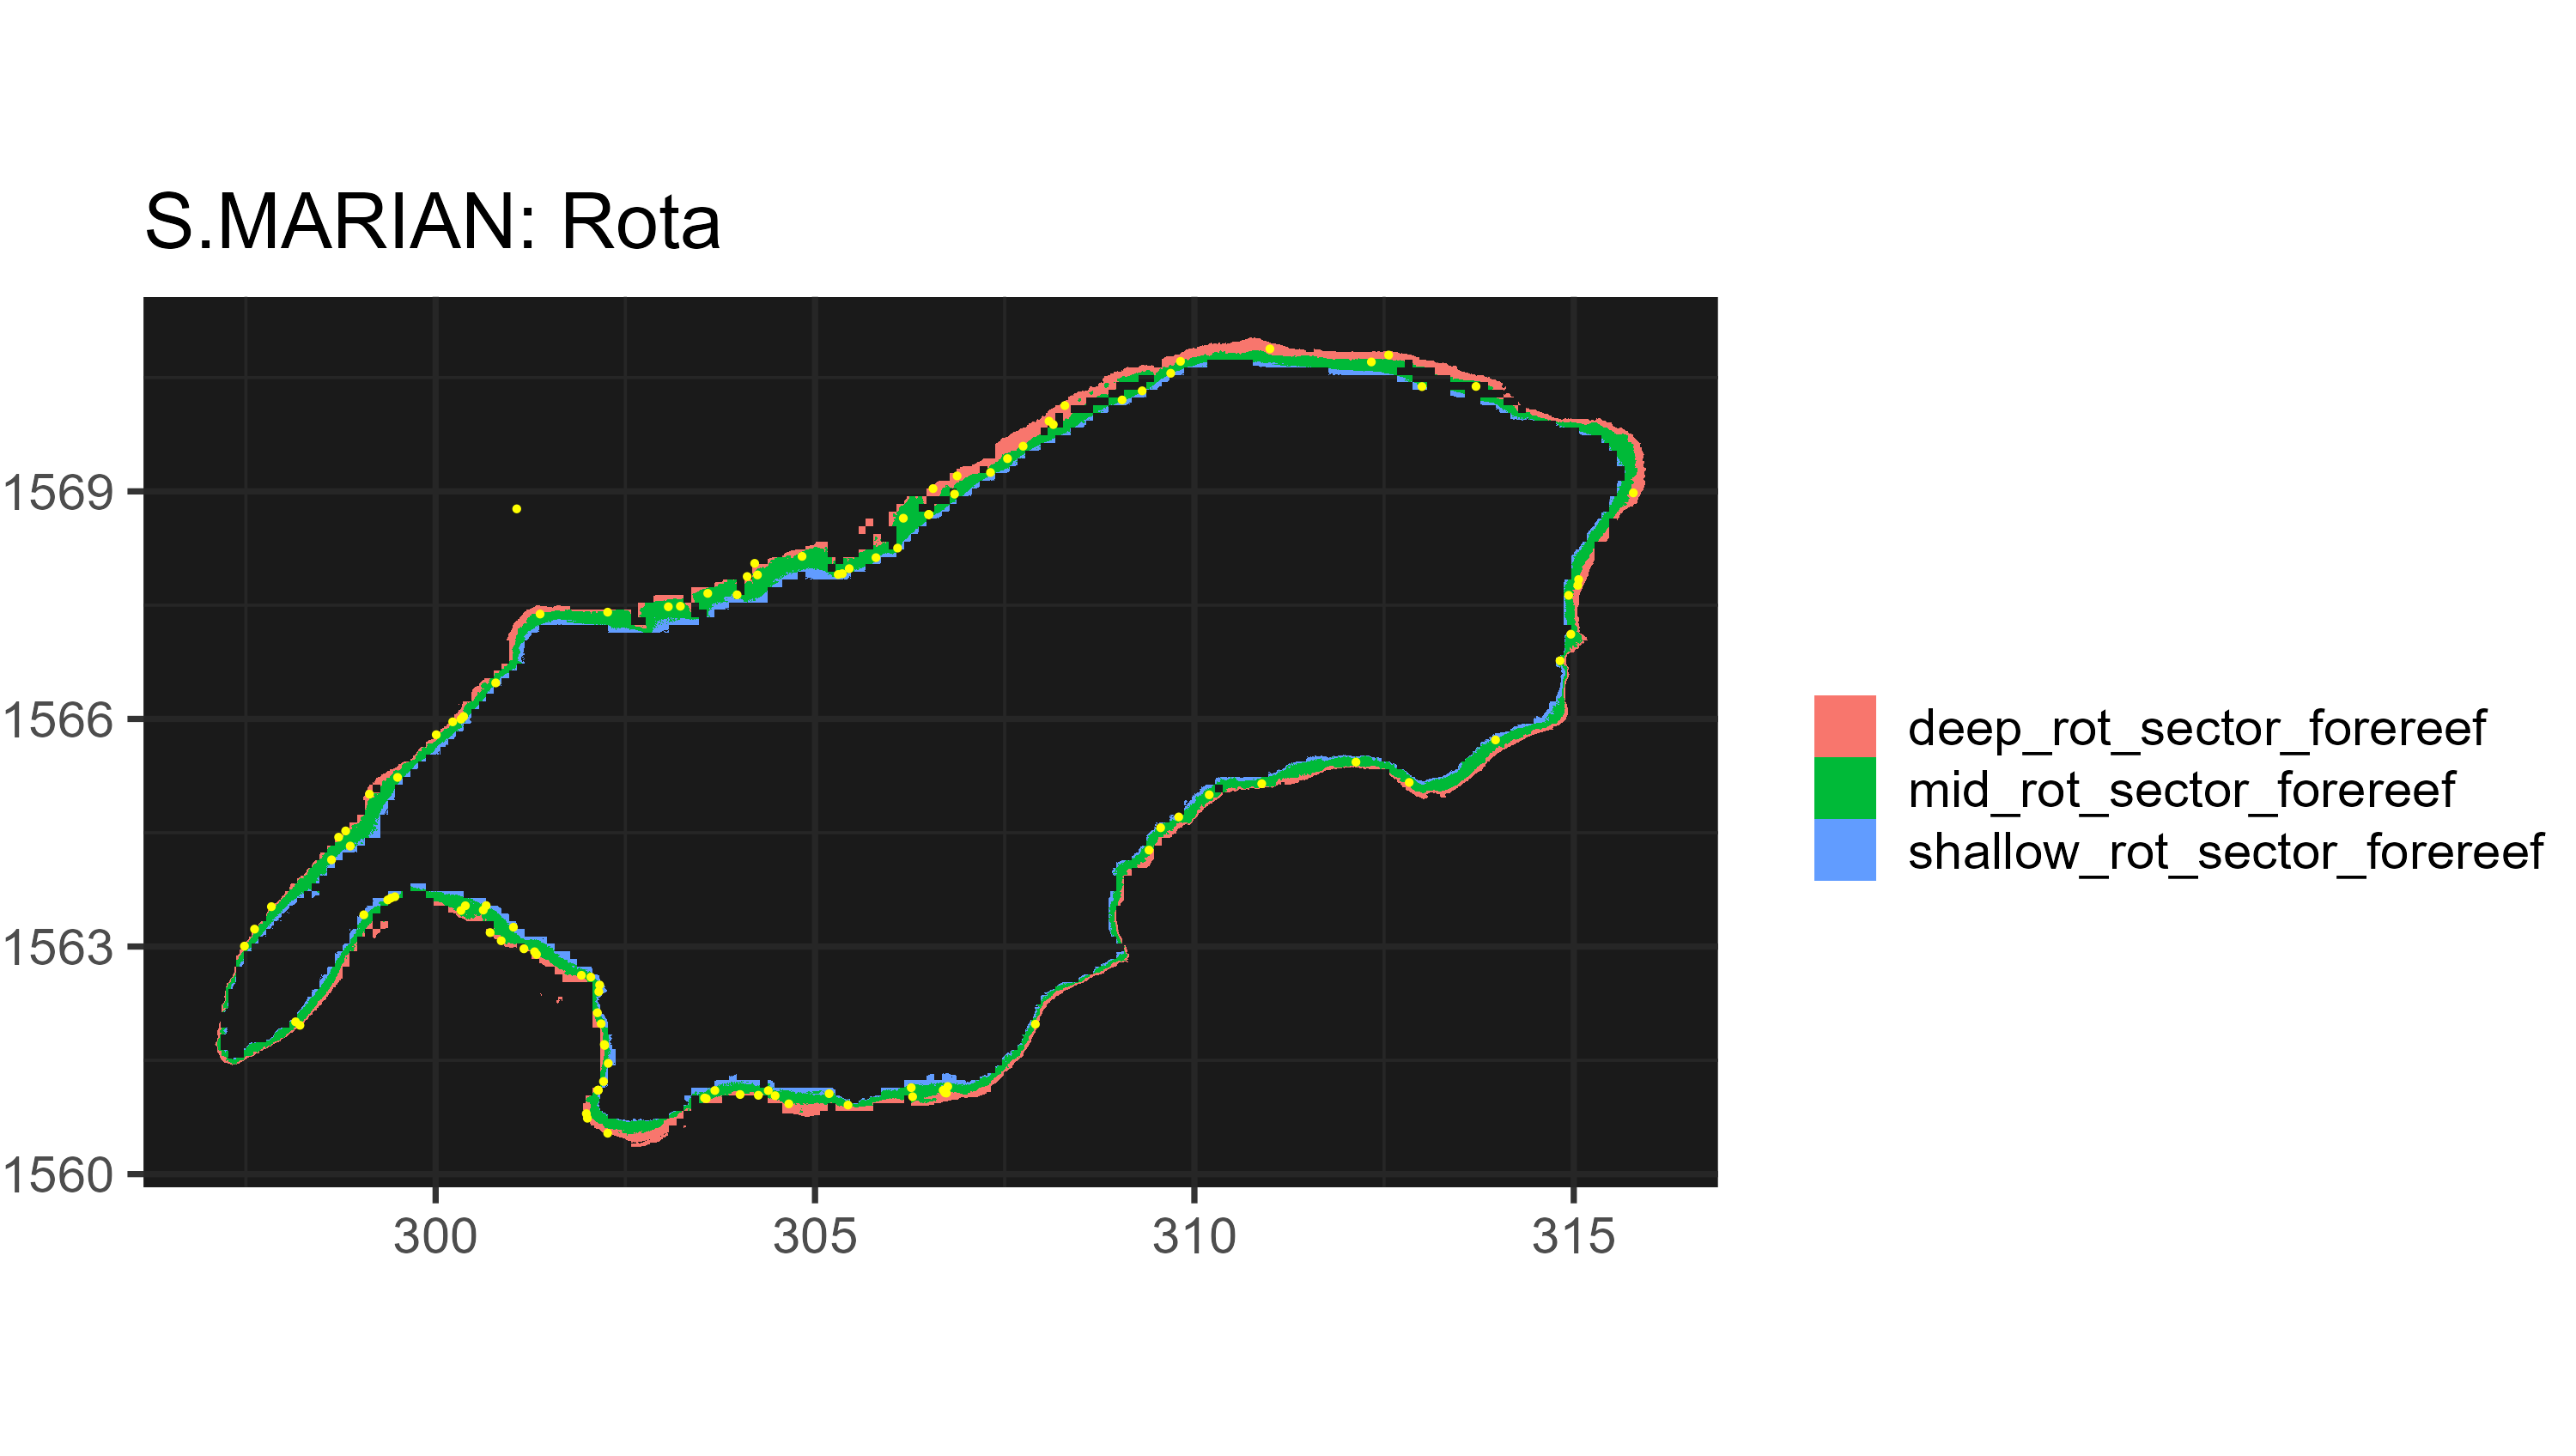 S.MARIAN: Rota
1569
1566
1563
1560
300 305 310 315
deep_rot_sector_forereef
mid_rot_sector_forereef
shallow_rot_sector_forereef